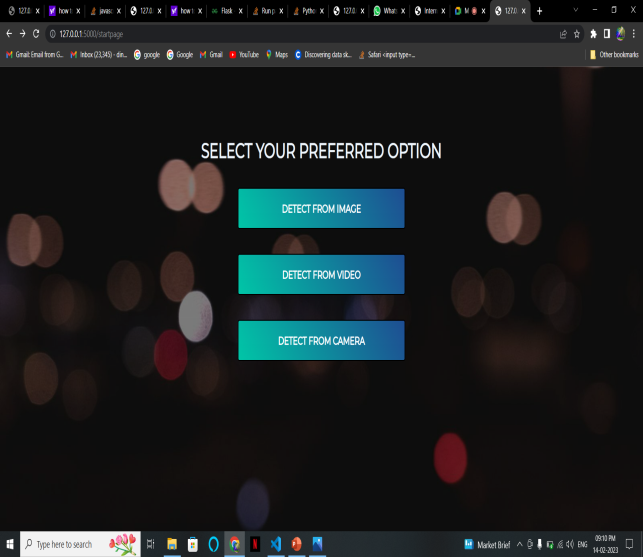 127.0. how t javas 127.0. how t Flask Run p Pytho 127.0. What Intern M 127.0.
127.0.0.1:5000/startpage
Gmail: Email from G... Inbox (23,345) - din... google Google Gmail YouTube Maps Discovering data sk... Safari <input type=... Other bookmarks
SELECT YOUR PREFERRED OPTION
DETECT FROM IMAGE
DETECT FROM VIDEO
DETECT FROM CAMERA
Type here to search
Market Brief
ENG
09:10 PM
14-02-2023